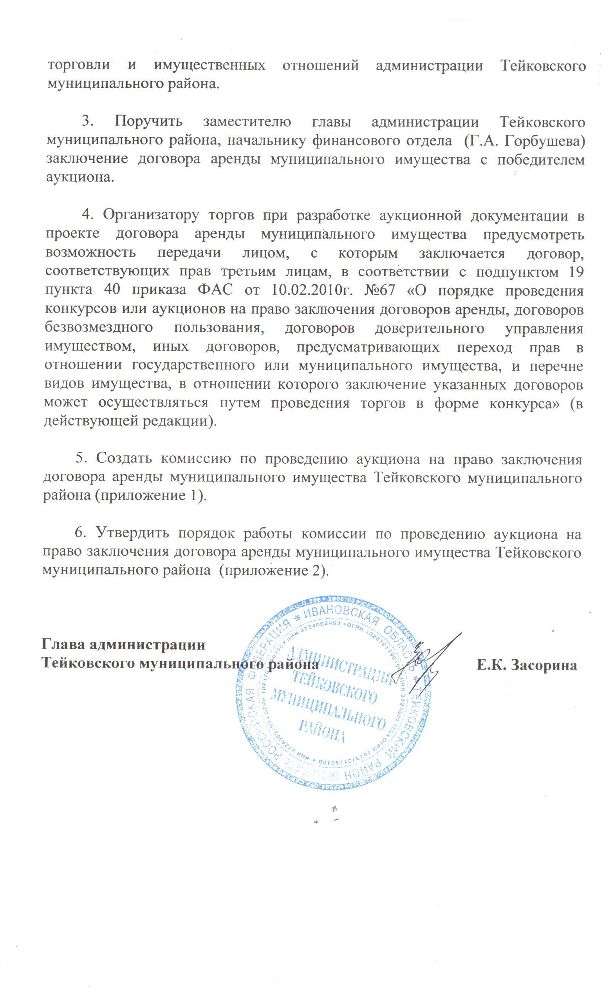 торговли и имущественных отношений администрации Тейковского
муниципального района.
3. Поручить заместителю главы администрации Тейковского
муниципального района, начальнику финансового отдела (Г.А. Горбушева)
заключение договора аренды муниципального имущества с победителем
аукциона.
4. Организатору торгов при разработке аукционной документации в
проекте договора аренды муниципального имущества предусмотреть
возможность передачи лицом, с которым заключается договор,
соответствующих прав третьим лицам, в соответствии с подпунктом 19
пункта 40 приказа ФАС от 10.02.2010г. №67 «О порядке проведения
конкурсов или аукционов на право заключения договоров аренды, договоров
безвозмездного пользования, договоров доверительного управления
имуществом, иных договоров, предусматривающих переход прав в
отношении государственного или муниципального имущества, и перечне
видов имущества, в отношении которого заключение указанных договоров
может осуществляться путем проведения торгов в форме конкурса» (в
действующей редакции).
5. Создать комиссию по проведению аукциона на право заключения
договора аренды муниципального имущества Тейковского муниципального
района (приложение 1).
6. Утвердить порядок работы комиссии по проведению аукциона на
право заключения договора аренды муниципального имущества Тейковского
муниципального района (приложение 2).
Глава администрации
Тейковского муниципального района Е.К. Засорина
РОССИЙСКАЯ ФЕДЕРАЦИЯ * ИВАНОВСКАЯ ОБЛАСТЬ * ТЕЙКОВСКИЙ РАЙОН
* ИНН 3724002463 * ОГРН 1023701790100
АДМИНИСТРАЦИЯ
ТЕЙКОВСКОГО
МУНИЦИПАЛЬНОГО
РАЙОНА